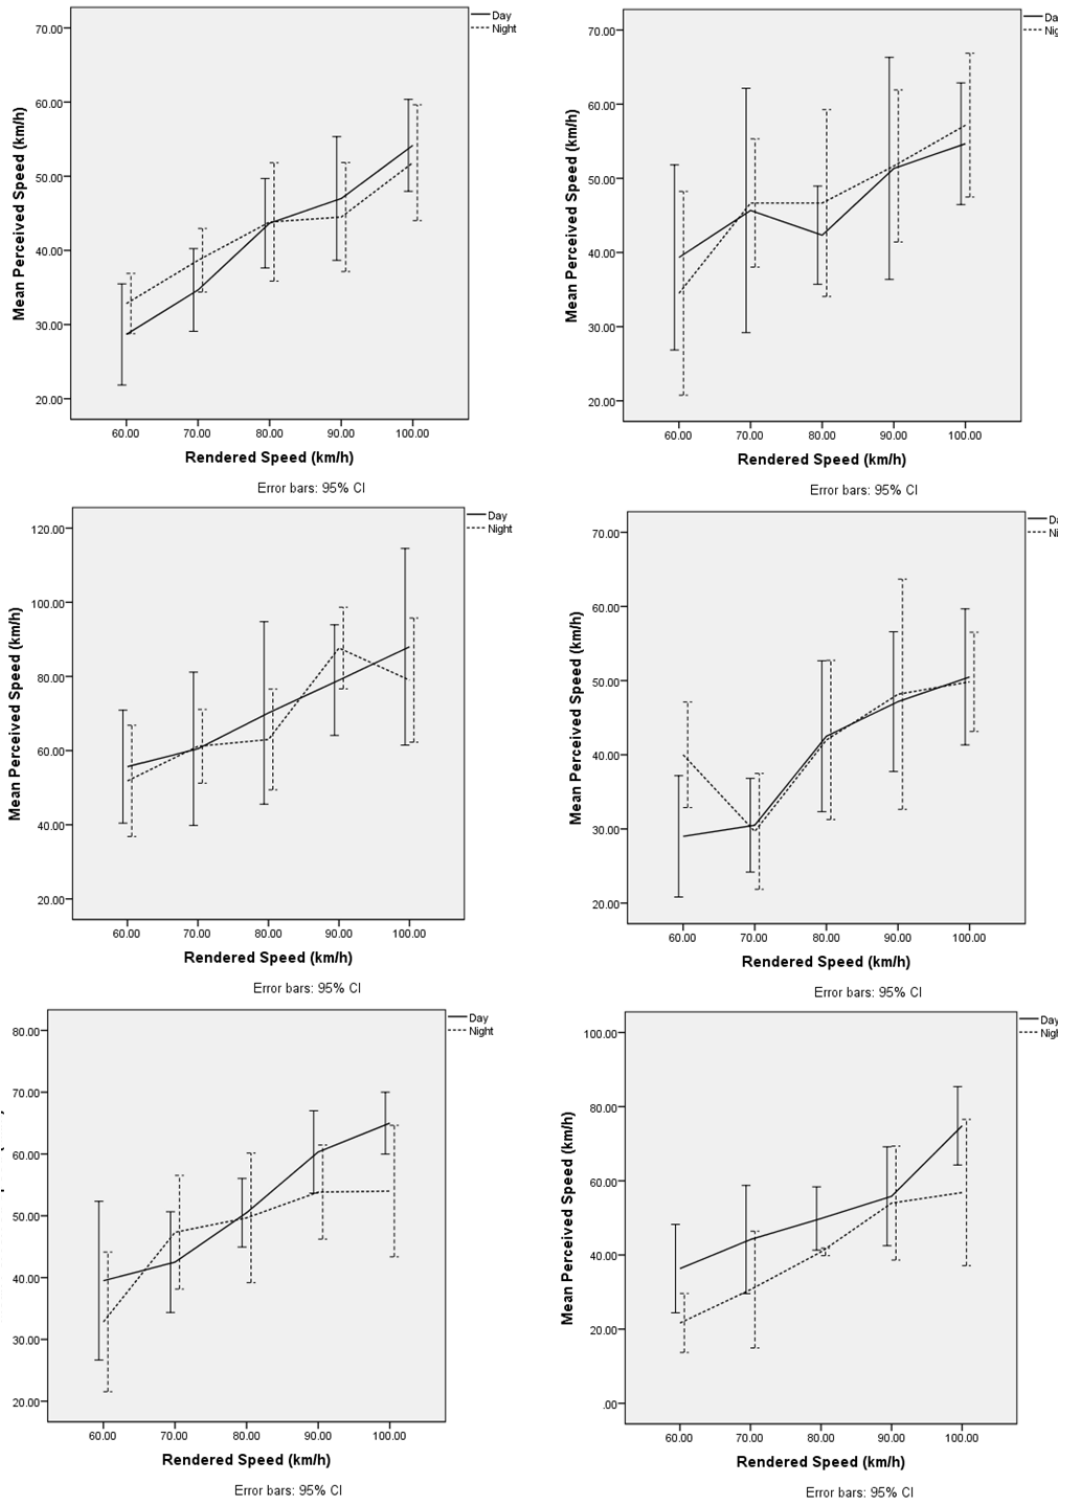 Day
Night
70.00
60.00
50.00
40.00
30.00
20.00
Mean Perceived Speed (km/h)
60.00 70.00 80.00 90.00 100.00
Rendered Speed (km/h)
Error bars: 95% CI
Da
Nig
70.00
60.00
50.00
40.00
30.00
20.00
Mean Perceived Speed (km/h)
60.00 70.00 80.00 90.00 100.00
Rendered Speed (km/h)
Error bars: 95% CI
Day
Night
120.00
100.00
80.00
60.00
40.00
20.00
Mean Perceived Speed (km/h)
60.00 70.00 80.00 90.00 100.00
Rendered Speed (km/h)
Error bars: 95% CI
Da
Ni
70.00
60.00
50.00
40.00
30.00
20.00
Mean Perceived Speed (km/h)
60.00 70.00 80.00 90.00 100.00
Rendered Speed (km/h)
Error bars: 95% CI
Day
Night
80.00
70.00
60.00
50.00
40.00
30.00
20.00
60.00 70.00 80.00 90.00 100.00
Rendered Speed (km/h)
Error bars: 95% CI
Day
Nigh
100.00
80.00
60.00
40.00
20.00
.00
Mean Perceived Speed (km/h)
60.00 70.00 80.00 90.00 100.00
Rendered Speed (km/h)
Error bars: 95% CI